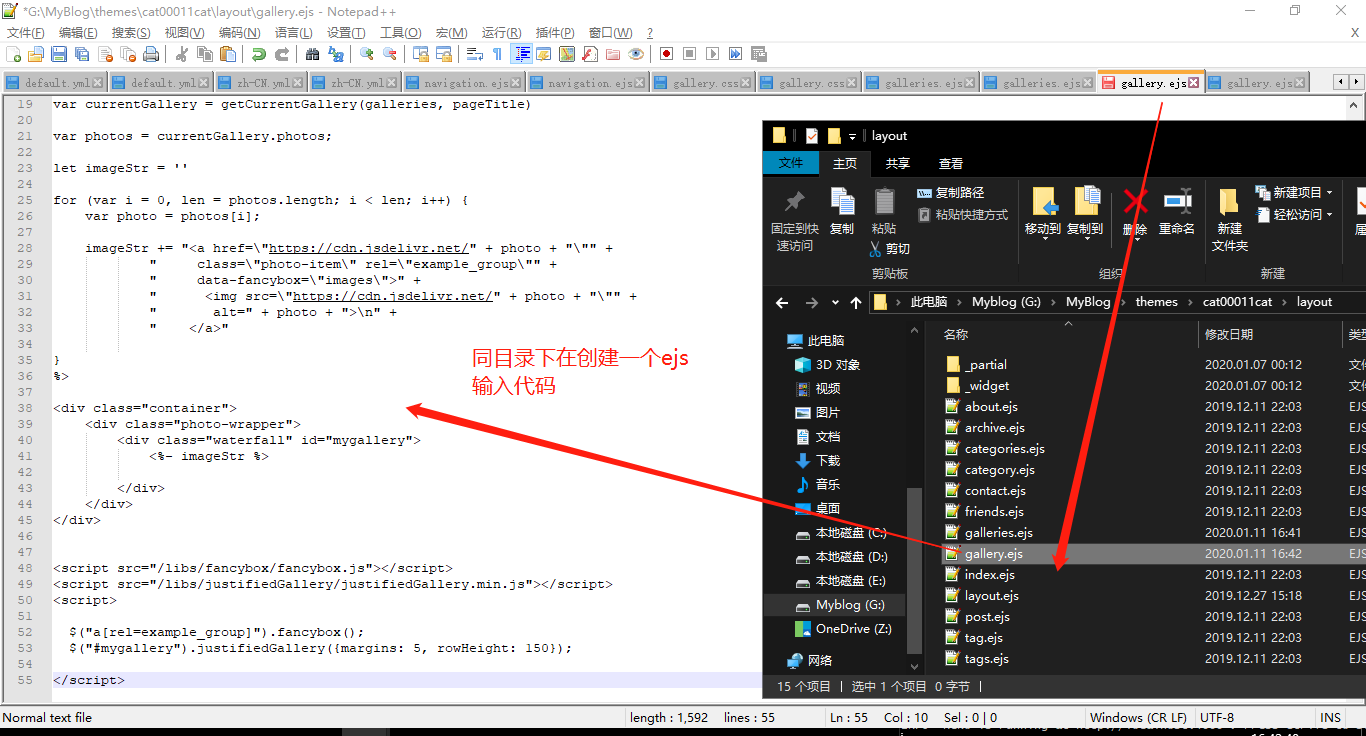 *G:\MyBlog\themes\cat00011cat\layout\gallery.ejs - Notepad++
文件(F) 编辑(E) 搜索(S) 视图(V) 编码(N) 语言(L) 设置(T) 工具(O) 宏(M) 运行(R) 插件(P) 窗口(W) ? X
default.yml default.yml zh-CN.yml zh-CN.yml navigation.ejs navigation.ejs gallery.css gallery.css galleries.ejs galleries.ejs gallery.ejs gallery.ejs
19 var currentGallery = getCurrentGallery(galleries, pageTitle)
20
21 var photos = currentGallery.photos;
22
23 let imageStr = ''
24
25 for (var i = 0, len = photos.length; i < len; i++) {
26 var photo = photos[i];
27
28 imageStr += "<a href=\"https://cdn.jsdelivr.net/" + photo + "\"" +
29 " class=\"photo-item\" rel=\"example_group\"" +
30 " data-fancybox=\"images\">" +
31 " <img src=\"https://cdn.jsdelivr.net/" + photo + "\"" +
32 " alt=" + photo + ">\n" +
33 " </a>"
34
35 }
36 %>
37
38 <div class="container">
39 <div class="photo-wrapper">
40 <div class="waterfall" id="mygallery">
41 <%- imageStr %>
42
43 </div>
44 </div>
45 </div>
46
47
48 <script src="/libs/fancybox/fancybox.js"></script>
49 <script src="/libs/justifiedGallery/justifiedGallery.min.js"></script>
50 <script>
51
52 $("a[rel=example_group]").fancybox();
53 $("#mygallery").justifiedGallery({margins: 5, rowHeight: 150});
54
55 </script>
同目录下在创建一个ejs
输入代码
layout
文件 主页 共享 查看
固定到快
速访问
复制
粘贴
复制路径
粘贴快捷方式
剪切
剪贴板
移动到 复制到 删除 重命名
组织
新建
文件夹
新建项目
轻松访问
新建
此电脑 Myblog (G:) MyBlog themes cat00011cat layout
此电脑
3D 对象
视频
图片
文档
下载
音乐
桌面
本地磁盘 (C:)
本地磁盘 (D:)
本地磁盘 (E:)
Myblog (G:)
OneDrive (Z:)
网络
名称 修改日期 类
_partial 2020.01.07 00:12 文
_widget 2020.01.07 00:12 文
about.ejs 2019.12.11 22:03 EJS
archive.ejs 2019.12.11 22:03 EJS
categories.ejs 2019.12.11 22:03 EJS
category.ejs 2019.12.11 22:03 EJS
contact.ejs 2019.12.11 22:03 EJS
friends.ejs 2019.12.11 22:03 EJS
galleries.ejs 2020.01.11 16:41 EJS
gallery.ejs 2020.01.11 16:42 EJS
index.ejs 2019.12.11 22:03 EJS
layout.ejs 2019.12.27 15:18 EJS
post.ejs 2019.12.11 22:03 EJS
tag.ejs 2019.12.11 22:03 EJS
tags.ejs 2019.12.11 22:03 EJS
15 个项目 选中 1 个项目 0 字节
Normal text file length : 1,592 lines : 55 Ln : 55 Col : 10 Sel : 0 | 0 Windows (CR LF) UTF-8 INS